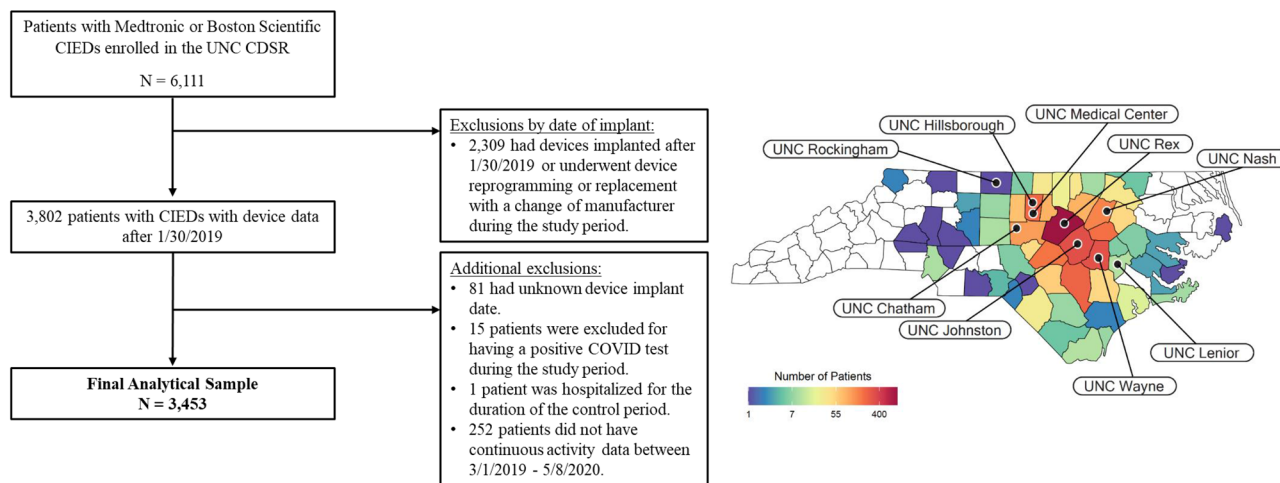 Patients with Medtronic or Boston Scientific
CIEDs enrolled in the UNC CDSR
N = 6,111
Exclusions by date of implant:
• 2,309 had devices implanted after
1/30/2019 or underwent device
reprogramming or replacement
with a change of manufacturer
during the study period.
3,802 patients with CIEDs with device data
after 1/30/2019
Additional exclusions:
• 81 had unknown device implant
date.
• 15 patients were excluded for
having a positive COVID test
during the study period.
• 1 patient was hospitalized for the
duration of the control period.
• 252 patients did not have
continuous activity data between
3/1/2019 - 5/8/2020.
Final Analytical Sample
N = 3,453
UNC Medical Center
UNC Hillsborough
UNC Rex
UNC Rockingham
UNC Nash
UNC Chatham
UNC Johnston
UNC Lenior
UNC Wayne
Number of Patients
1 7 55 400